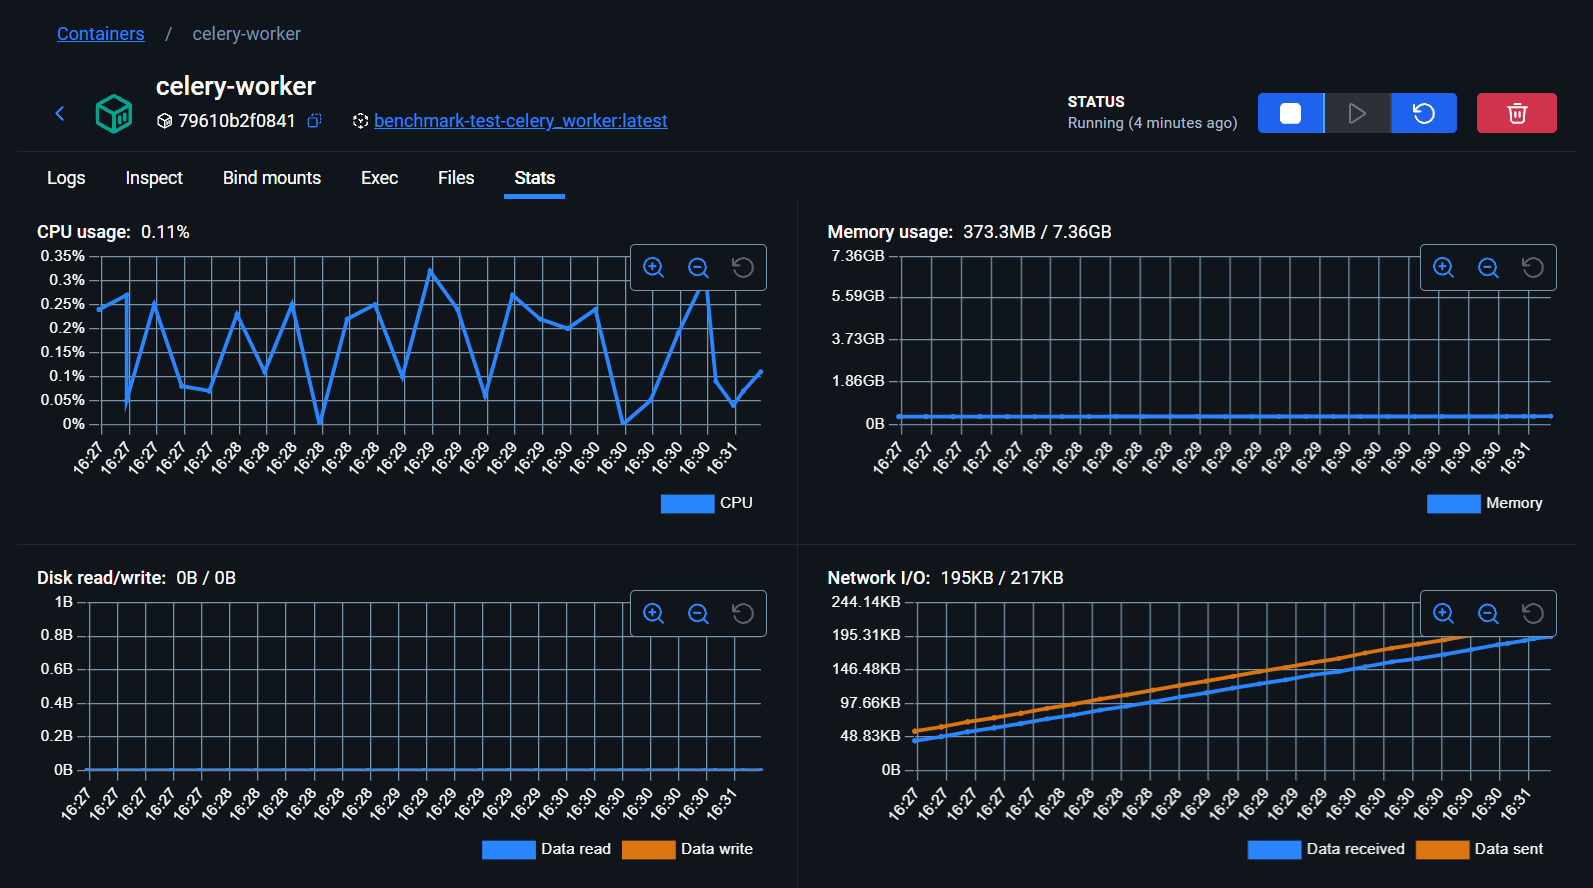 Containers / celery-worker
celery-worker
79610b2f0841 benchmark-test-celery_worker:latest
STATUS
Running (4 minutes ago)
Logs Inspect Bind mounts Exec Files Stats
CPU usage: 0.11%
0.35%
0.3%
0.25%
0.2%
0.15%
0.1%
0.05%
0%
16:27 16:27 16:27 16:27 16:27 16:28 16:28 16:28 16:28 16:28 16:28 16:29 16:29 16:29 16:29 16:29 16:29 16:30 16:30 16:30 16:30 16:30 16:30 16:31
CPU
Memory usage: 373.3MB / 7.36GB
7.36GB
5.59GB
3.73GB
1.86GB
0B
16:27 16:27 16:27 16:27 16:27 16:28 16:28 16:28 16:28 16:28 16:29 16:29 16:29 16:29 16:29 16:30 16:30 16:30 16:30 16:30 16:30 16:31
Memory
Disk read/write: 0B / 0B
1B
0.8B
0.6B
0.4B
0.2B
0B
16:27 16:27 16:27 16:27 16:27 16:28 16:28 16:28 16:28 16:28 16:28 16:29 16:29 16:29 16:29 16:29 16:30 16:30 16:30 16:30 16:30 16:30 16:30 16:31
Data read Data write
Network I/O: 195KB / 217KB
244.14KB
195.31KB
146.48KB
97.66KB
48.83KB
0B
16:27 16:27 16:27 16:27 16:27 16:28 16:28 16:28 16:28 16:28 16:29 16:29 16:29 16:29 16:29 16:30 16:30 16:30 16:30 16:30 16:30 16:31
Data received Data sent